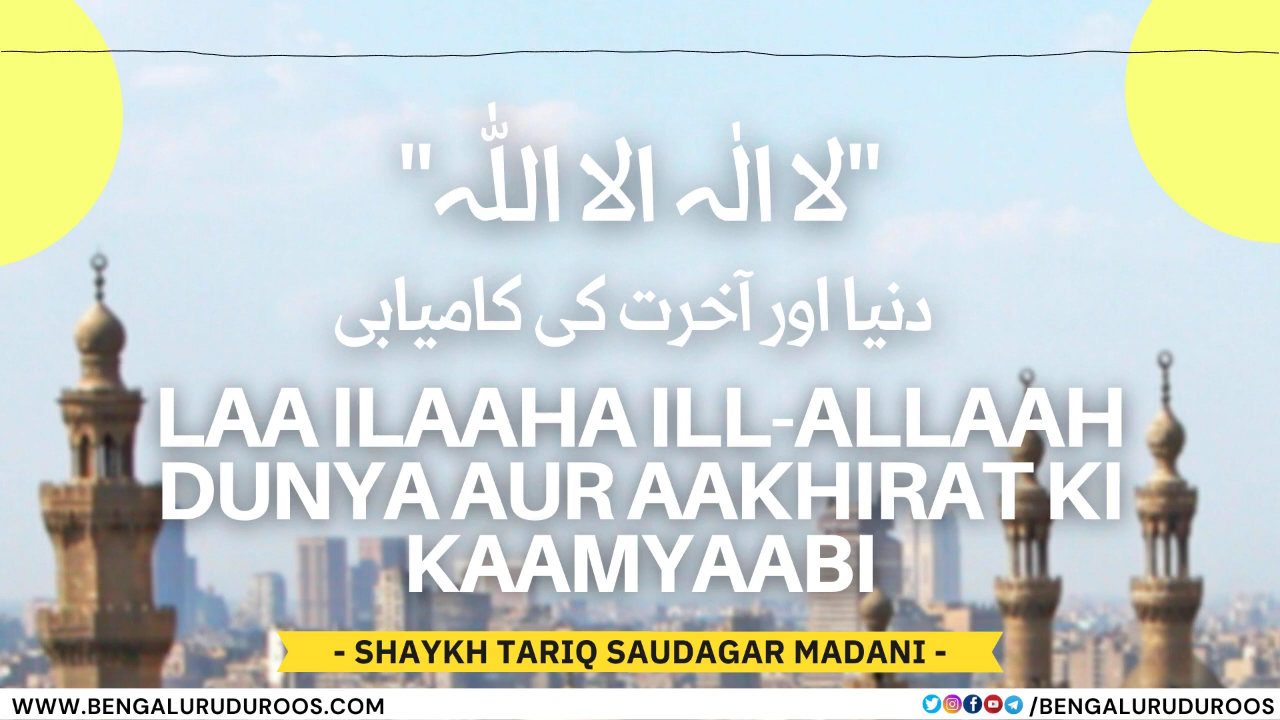 "لا الٰہ الا اللّٰہ"
دنیا اور آخرت کی کامیابی
LAA ILAAHA ILL-ALLAAH
DUNYA AUR AAKHIRAT KI
KAAMYAABI
- SHAYKH TARIQ SAUDAGAR MADANI -
WWW.BENGALURUDUROOS.COM
/BENGALURUDUROOS